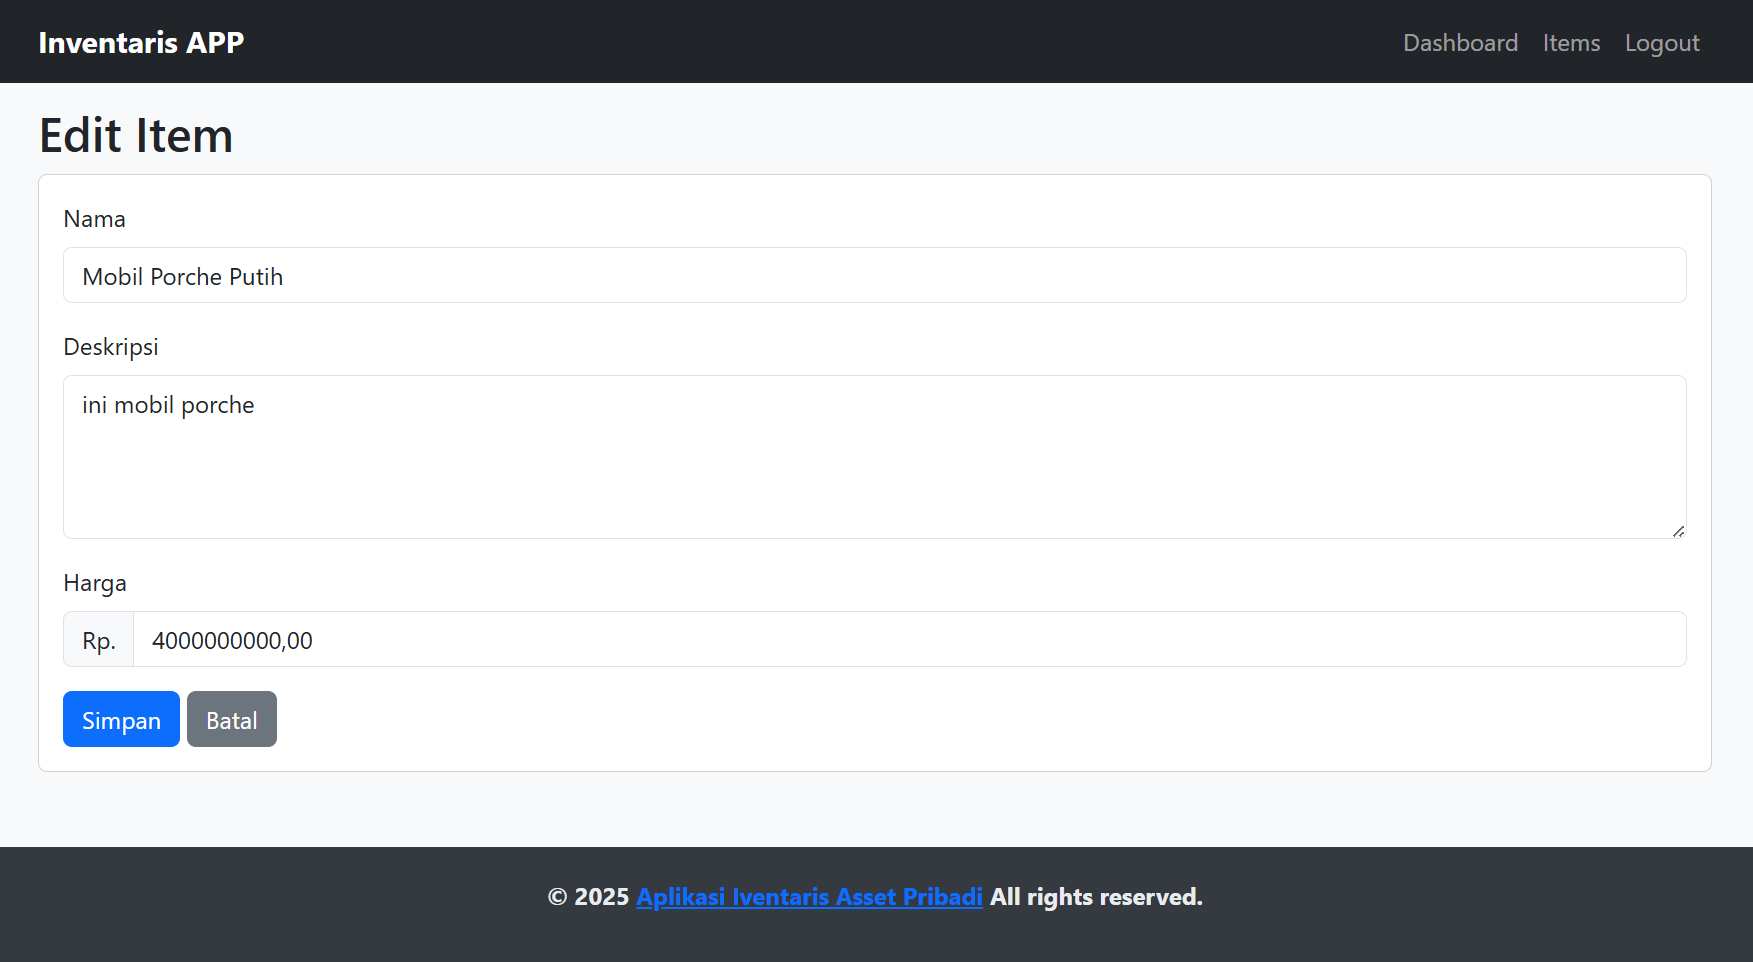 Inventaris APP
Dashboard Items Logout
Edit Item
Nama
Mobil Porche Putih
Deskripsi
ini mobil porche
Harga
Rp. 4000000000,00
Simpan Batal
© 2025 Aplikasi Iventaris Asset Pribadi All rights reserved.